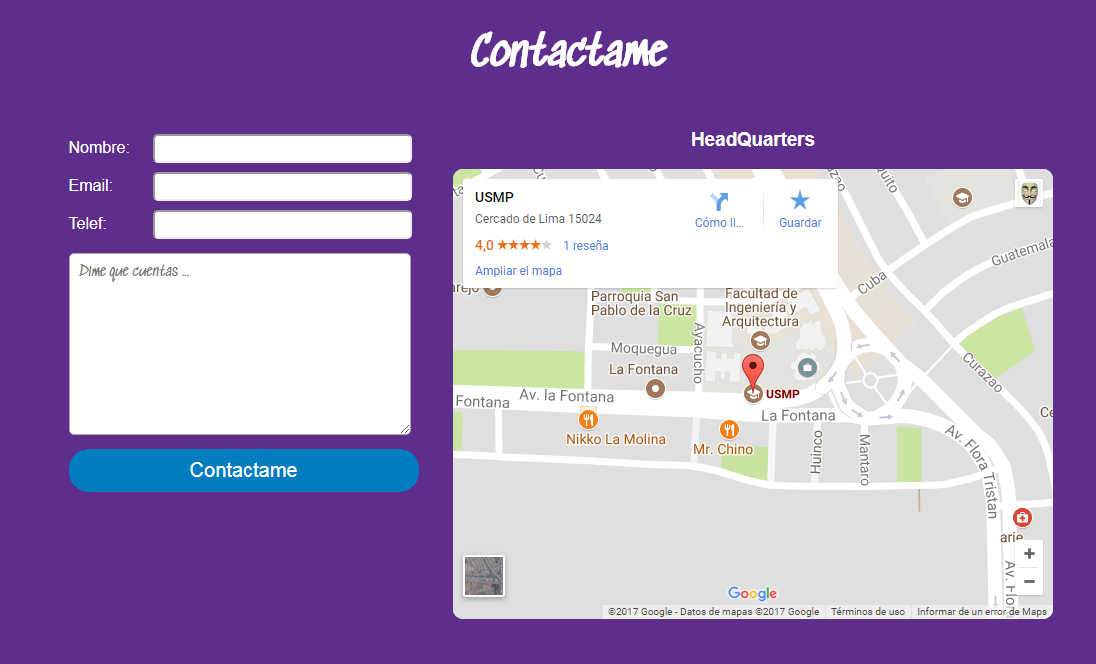 Contactame
Nombre:
Email:
Telef:
Dime que cuentas ...
Contactame
HeadQuarters
USMP
Cercado de Lima 15024
4,0 1 reseña
Ampliar el mapa
Cómo ll...
Guardar
Cuba
Guatemala
Parroquia San
Pablo de la Cruz
Facultad de
Ingeniería y
Arquitectura
Ayacucho
Moquegua
La Fontana
Curazao
USMP
Fontana
Av. la Fontana
La Fontana
Nikko La Molina
Mr. Chino
Huinco
Mantaro
Av. Flora Tristan
Av. Flo
+
−
Google
©2017 Google - Datos de mapas ©2017 Google
Términos de uso
Informar de un error de Maps